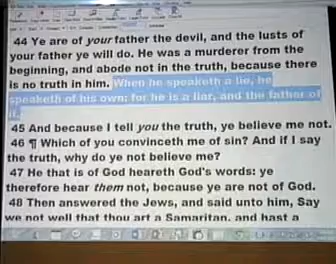 44 Ye are of your father the devil, and the lusts of
your father ye will do. He was a murderer from the
beginning, and abode not in the truth, because there
is no truth in him. When he speaketh a lie, he
speaketh of his own: for he is a liar, and the father of
it.
45 And because I tell you the truth, ye believe me not.
46 ¶ Which of you convinceth me of sin? And if I say
the truth, why do ye not believe me?
47 He that is of God heareth God's words: ye
therefore hear them not, because ye are not of God.
48 Then answered the Jews, and said unto him, Say
we not well that thou art a Samaritan, and hast a